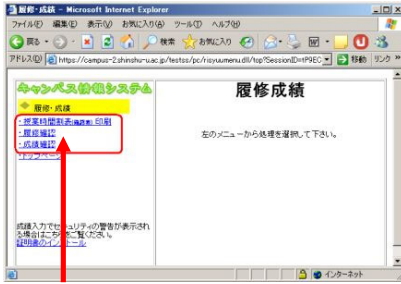 履修・成績 - Microsoft Internet Explorer
ファイル(F) 編集(E) 表示(V) お気に入り(A) ツール(T) ヘルプ(H)
戻る 検索 お気に入り
アドレス(D) https://campus-2.shinshu-u.ac.jp/testss/pc/risyuumenu.dll/top?SessionID=tP9EC 移動 リンク
キャンパス情報システム
履修・成績
・授業時間割表(確認表) 印刷
・履修確認
・成績確認
・トップページ
成績入力でセキュリティの警告が表示され
る場合はこちらをご覧ください。
証明書のインストール
履修成績
左のメニューから処理を選択して下さい。
インターネット